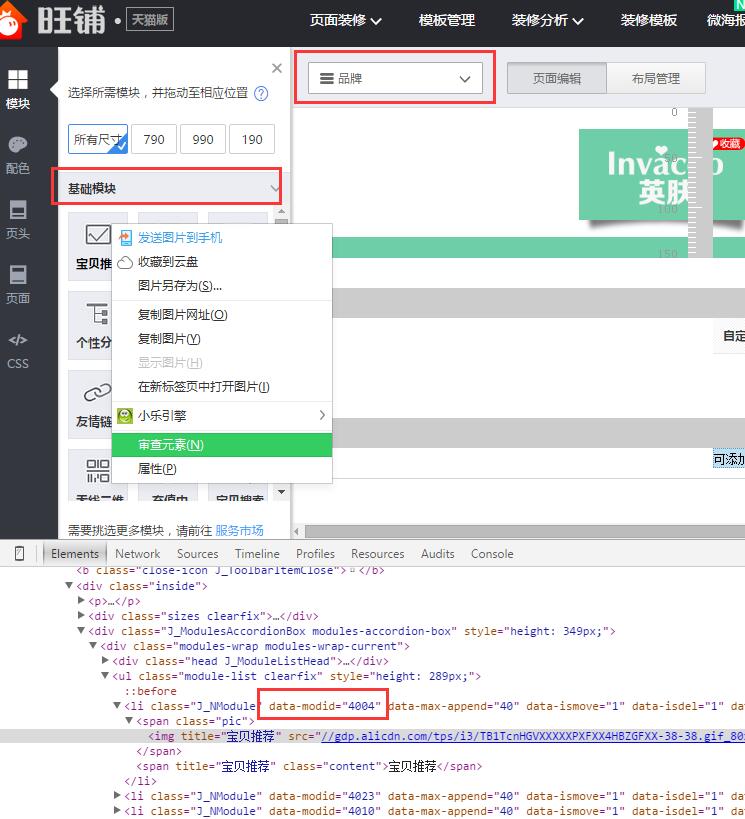 旺铺 · 天猫版
页面装修 模板管理 装修分析 装修模板 微海报
N
模块
配色
页头
页面
CSS
选择所需模块，并拖动至相应位置 ?
所有尺寸 790 990 190
基础模块
品牌
页面编辑 布局管理
0
50
100
150
收藏
Invac
英肤
宝贝推
个性分
友情链
无线二维 充值中 宝贝搜索
发送图片到手机
收藏到云盘
图片另存为(S)...
复制图片网址(O)
复制图片(Y)
显示图片(H)
在新标签页中打开图片(I)
小乐引擎
审查元素(N)
属性(P)
自定
可添加
需要挑选更多模块，请前往 服务市场
Elements Network Sources Timeline Profiles Resources Audits Console
<b class="close-icon J_ToolbarItemClose">▫</b>
▼<div class="inside">
▶<p>…</p>
▶<div class="sizes clearfix">…</div>
▼<div class="J_ModulesAccordionBox modules-accordion-box" style="height: 349px;">
▼<div class="modules-wrap modules-wrap-current">
▶<div class="head J_ModuleListHead">…</div>
▼<ul class="module-list clearfix" style="height: 289px;">
::before
▼<li class="J_NModule" data-modid="4004" data-max-append="40" data-ismove="1" data-isdel="1" dat
▼<span class="pic">
<img title="宝贝推荐" src="//gdp.alicdn.com/tps/i3/TB1TcnHGVXXXXXPXFXX4HBZGFXX-38-38.gif_80
</span>
<span title="宝贝推荐" class="content">宝贝推荐</span>
</li>
▶<li class="J_NModule" data-modid="4023" data-max-append="40" data-ismove="1" data-isdel="1" dat
▶<li class="J_NModule" data-modid="4010" data-max-append="40" data-ismove="1" data-isdel="1" dat